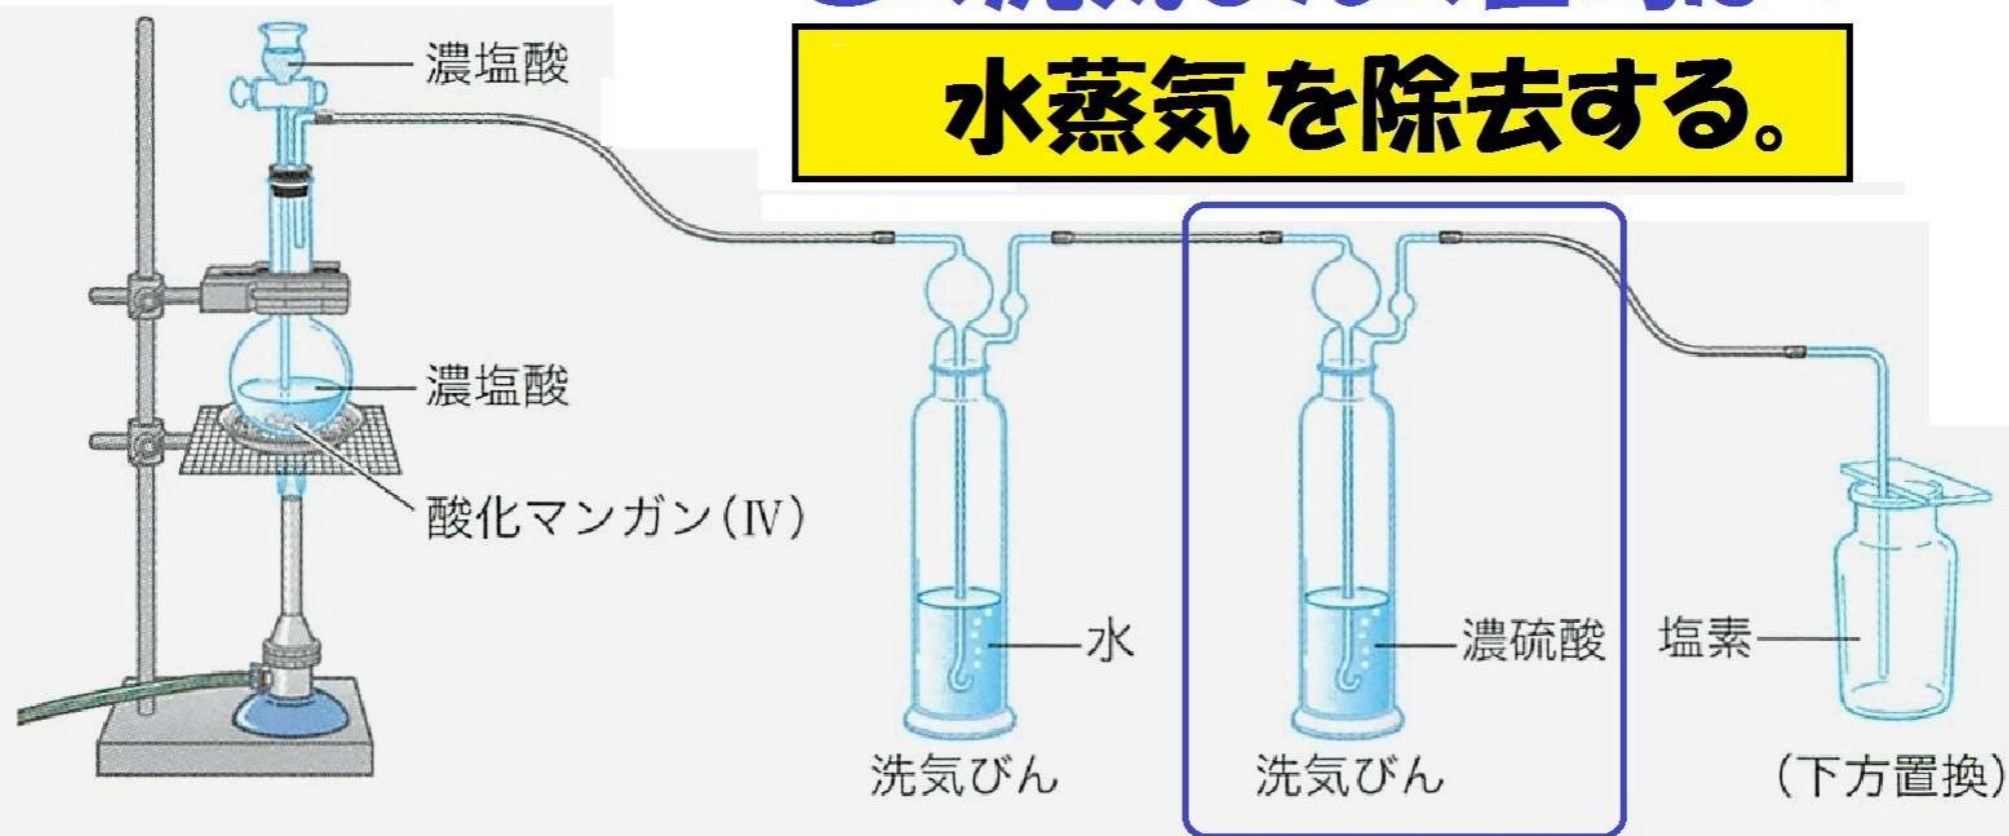 水蒸気を除去する。
濃塩酸
濃塩酸
酸化マンガン(Ⅳ)
水
濃硫酸
塩素
洗気びん
洗気びん
(下方置換)